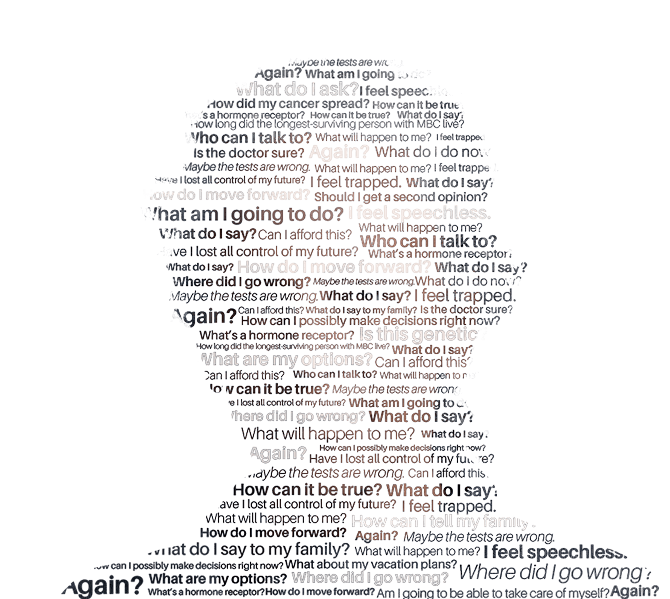 Maybe the tests are
Again? What am I going to do?
What do I ask? I feel
How did my cancer spread? How can it be true
a hormone receptor? How can it be true? What do I say?
How long did the longest-surviving person with MBC live?
Who can I talk to? What will happen to me? I feel trapped
Is the doctor sure? Again? What do I do
Maybe the tests are wrong. What will happen to me? I feel
I lost all control of my future? I feel trapped. What do I say?
How do I move forward? Should I get a second opinion?
What am I going to do? I feel speechless.
What will happen to me?
What do I say? Can I afford this? Who can I talk to?
Have I lost all control of my future? What's a hormone receptor
What do I say? How do I move forward? What do I say?
Where did I go wrong? Maybe the tests are wrong. What do I do
Maybe the tests are wrong. What do I say? I feel trapped.
Again? Can I afford this? What do I say to my family? Is the doctor sure?
How can I possibly make decisions right now?
What's a hormone receptor? Is this genetic
How long did the longest-surviving person with MBC live? What do I say?
What are my options? Can I afford this?
Can I afford this? Who can I talk to? What will happen to
How can it be true? Maybe the tests are wrong
I lost all control of my future? What am I going to
Where did I go wrong? What do I say?
What will happen to me? What do I say
Again? How can I possibly make decisions right now?
Have I lost all control of my future?
Maybe the tests are wrong. Can I afford this
How can it be true? What do I say?
I lost all control of my future? I feel trapped.
What will happen to me? How can I tell my family
How do I move forward? Again? Maybe the tests are wrong.
What do I say to my family? What will happen to me? I feel speechless.
How can I possibly make decisions right now? What about my vacation plans? Where did I go wrong?
Again? What are my options? Where did I go wrong?
What's a hormone receptor? How do I move forward? Am I going to be able to take care of myself? Again?